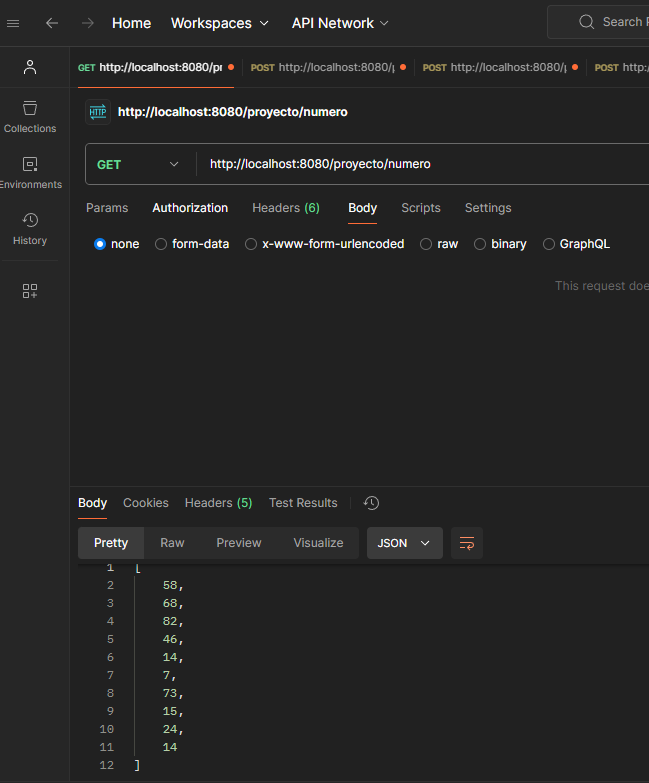 Home Workspaces API Network Search
GET http://localhost:8080/pr POST http://localhost:8080/ POST http://localhost:8080/ POST http:/
Collections
Environments
History
HTTP http://localhost:8080/proyecto/numero
GET http://localhost:8080/proyecto/numero
Params Authorization Headers (6) Body Scripts Settings
none form-data x-www-form-urlencoded raw binary GraphQL
This request doe
Body Cookies Headers (5) Test Results
Pretty Raw Preview Visualize JSON
1 [
2 58,
3 68,
4 82,
5 46,
6 14,
7 7,
8 73,
9 15,
10 24,
11 14
12 ]